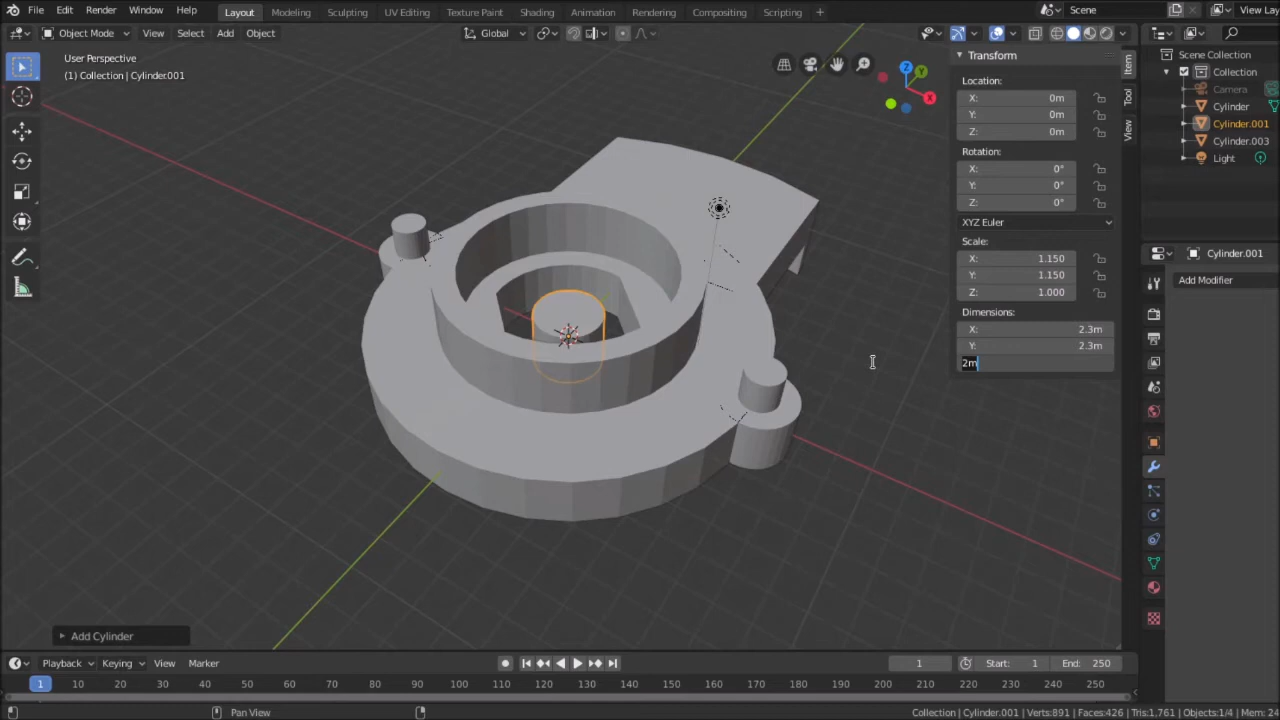 File Edit Render Window Help Layout Modeling Sculpting UV Editing Texture Paint Shading Animation Rendering Compositing Scripting + Scene View Lay
Object Mode View Select Add Object Global
User Perspective
(1) Collection | Cylinder.001
Z
Y
X
Transform
Location:
X: 0m
Y: 0m
Z: 0m
Rotation:
X: 0°
Y: 0°
Z: 0°
XYZ Euler
Scale:
X: 1.150
Y: 1.150
Z: 1.000
Dimensions:
X: 2.3m
Y: 2.3m
2m
Item
Tool
View
Scene Collection
Collection
Camera
Cylinder
Cylinder.001
Cylinder.003
Light
Cylinder.001
Add Modifier
Add Cylinder
Playback Keying View Marker 1 Start: 1 End: 250
1 10 20 30 40 50 60 70 80 90 100 110 120 130 140 150 160 170 180 190 200 210 220 230 240 250
Pan View Collection | Cylinder.001 | Verts:891 | Faces:426 | Tris:1,761 | Objects:1/4 | Mem: 24